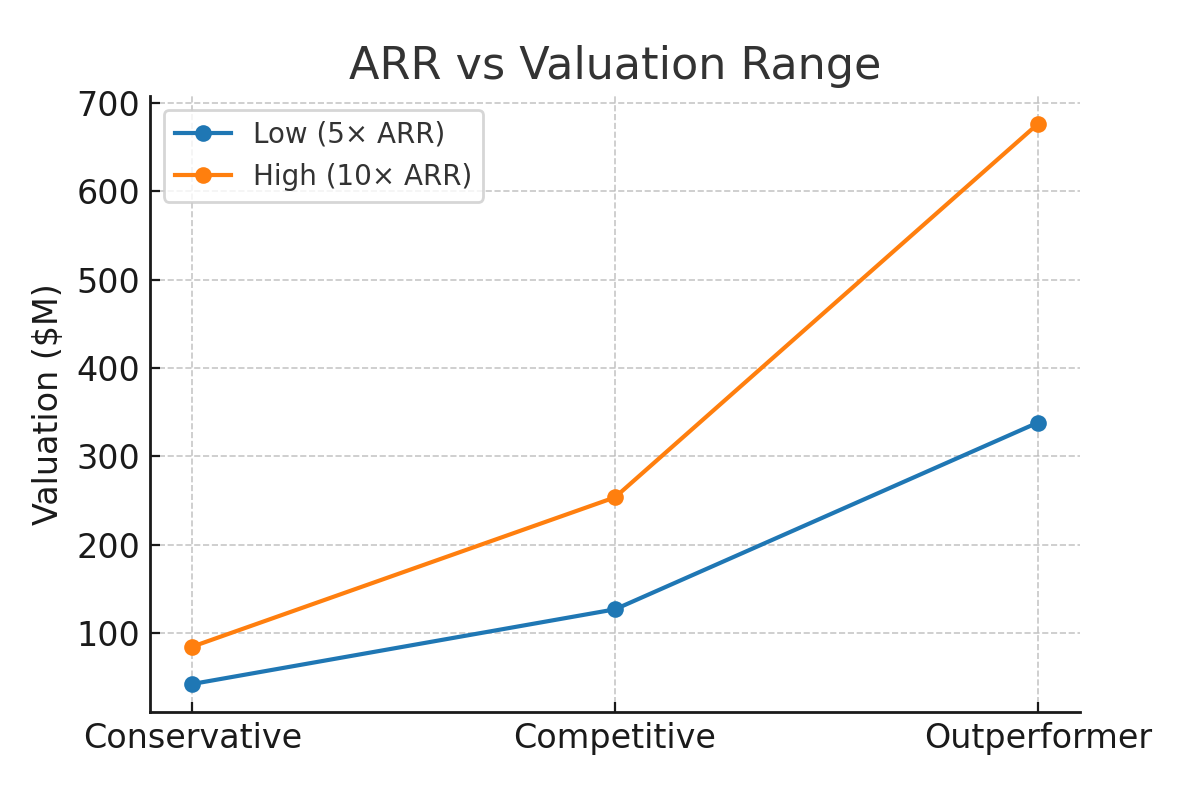 ARR vs Valuation Range
700
600
500
400
300
200
100
Valuation ($M)
Low (5× ARR)
High (10× ARR)
Conservative
Competitive
Outperformer